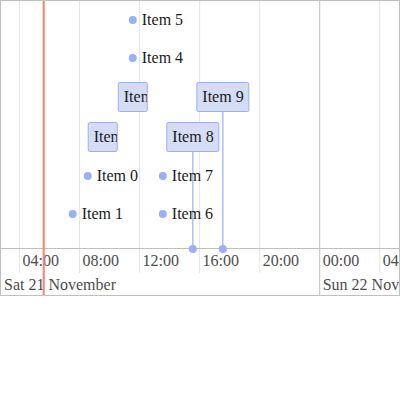 Item 5
Item 4
Item 9
Item 8
Item 0
Item 7
Item 1
Item 6
04:00 08:00 12:00 16:00 20:00 00:00 04
Sat 21 November Sun 22 Nov